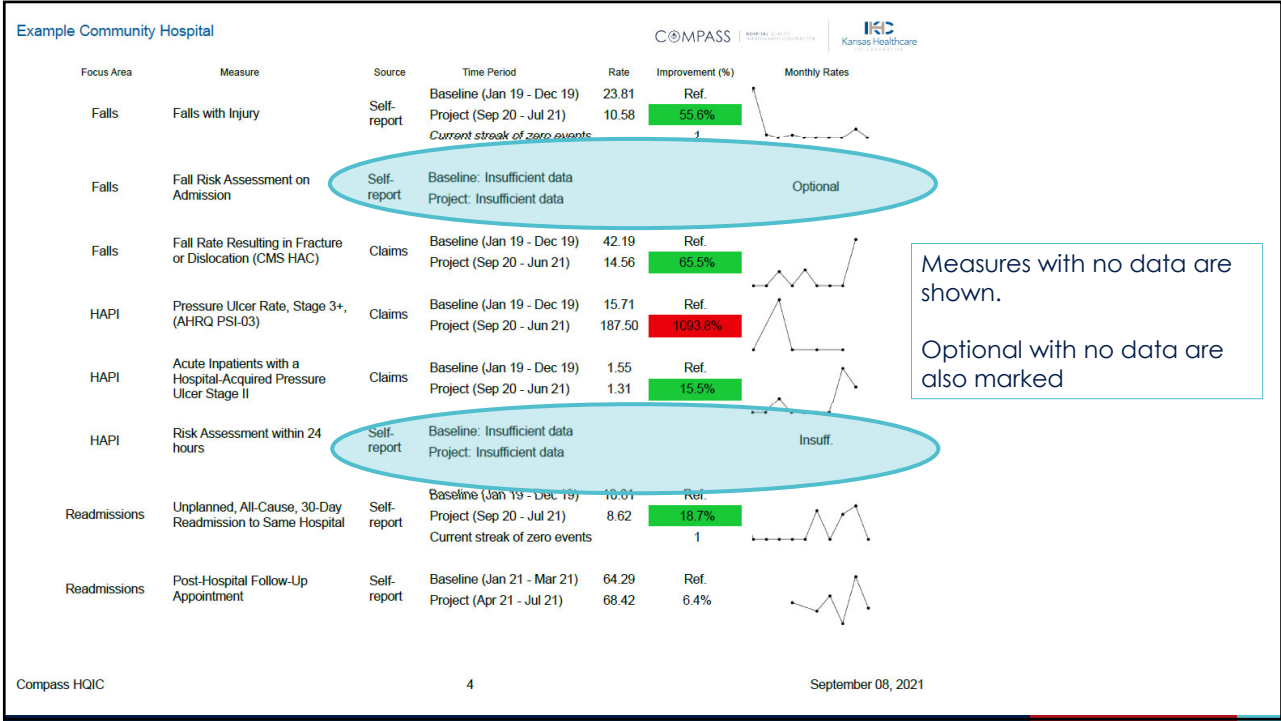 Example Community Hospital
COMPASS HOSPITAL QUALITY IMPROVEMENT CONTRACTOR
KHC Kansas Healthcare COLLABORATIVE
Focus Area Measure Source Time Period Rate Improvement (%) Monthly Rates
Falls Falls with Injury Self-report
Baseline (Jan 19 - Dec 19) 23.81 Ref.
Project (Sep 20 - Jul 21) 10.58 55.6%
Current streak of zero events 1
Falls Fall Risk Assessment on
Admission
Self-
report
Baseline: Insufficient data
Project: Insufficient data
Optional
Falls Fall Rate Resulting in Fracture
or Dislocation (CMS HAC)
Claims
Baseline (Jan 19 - Dec 19) 42.19 Ref.
Project (Sep 20 - Jun 21) 14.56 65.5%
HAPI Pressure Ulcer Rate, Stage 3+,
(AHRQ PSI-03)
Claims
Baseline (Jan 19 - Dec 19) 15.71 Ref.
Project (Sep 20 - Jun 21) 187.50 1093.8%
HAPI Acute Inpatients with a
Hospital-Acquired Pressure
Ulcer Stage II
Claims
Baseline (Jan 19 - Dec 19) 1.55 Ref.
Project (Sep 20 - Jun 21) 1.31 15.5%
HAPI Risk Assessment within 24
hours
Self-
report
Baseline: Insufficient data
Project: Insufficient data
Insuff.
Readmissions Unplanned, All-Cause, 30-Day
Readmission to Same Hospital
Self-
report
Baseline (Jan 19 - Dec 19) Ref.
Project (Sep 20 - Jul 21) 8.62 18.7%
Current streak of zero events 1
Readmissions Post-Hospital Follow-Up
Appointment
Self-
report
Baseline (Jan 21 - Mar 21) 64.29 Ref.
Project (Apr 21 - Jul 21) 68.42 6.4%
Measures with no data are
shown.
Optional with no data are
also marked
Compass HQIC 4 September 08, 2021